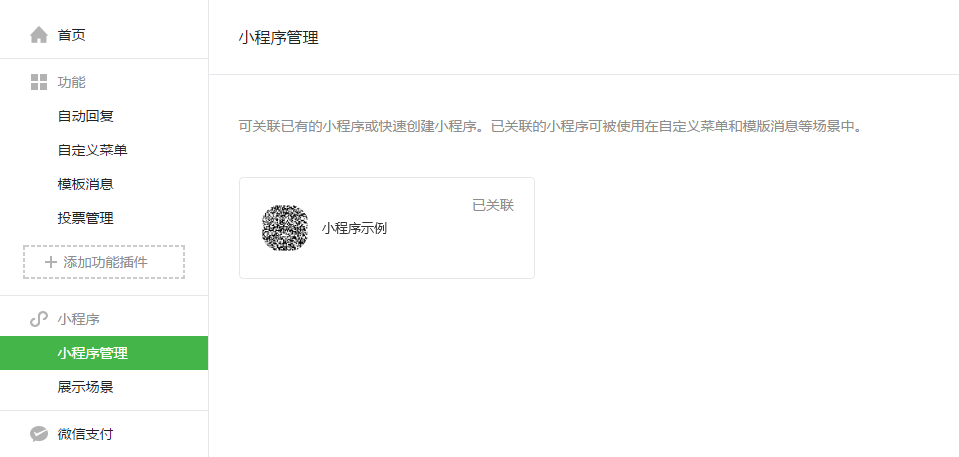 首页
功能
自动回复
自定义菜单
模板消息
投票管理
添加功能插件
小程序
小程序管理
展示场景
微信支付
小程序管理
可关联已有的小程序或快速创建小程序。已关联的小程序可被使用在自定义菜单和模版消息等场景中。
已关联
小程序示例